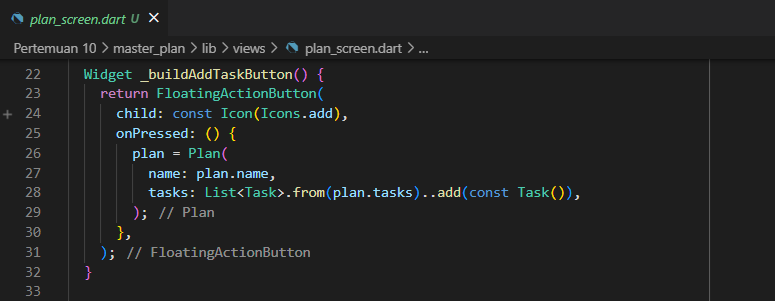 plan_screen.dart U ×
Pertemuan 10 > master_plan > lib > views > plan_screen.dart > ...
22 Widget _buildAddTaskButton() {
23 return FloatingActionButton(
24 child: const Icon(Icons.add),
25 onPressed: () {
26 plan = Plan(
27 name: plan.name,
28 tasks: List<Task>.from(plan.tasks)..add(const Task()),
29 ); // Plan
30 },
31 ); // FloatingActionButton
32 }
33